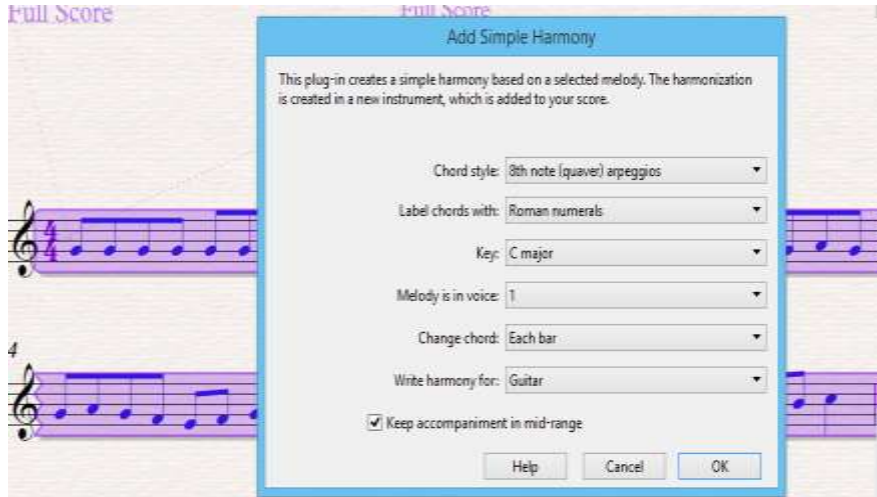 Full Score
Full Score
Add Simple Harmony
This plug-in creates a simple harmony based on a selected melody. The harmonization
is created in a new instrument, which is added to your score.
Chord style: 8th note (quaver) arpeggios
Label chords with: Roman numerals
Key: C major
Melody is in voice: 1
Change chord: Each bar
Write harmony for: Guitar
Keep accompaniment in mid-range
Help Cancel OK
4
4
4